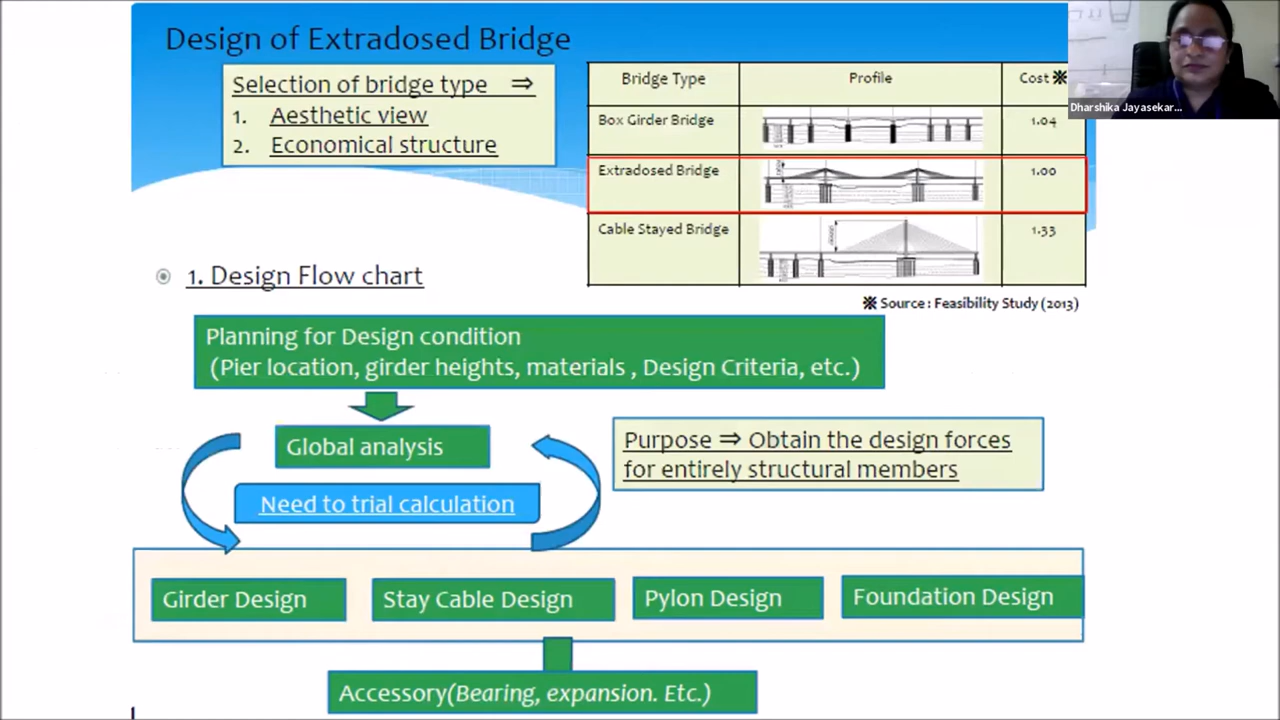 Design of Extradosed Bridge
Selection of bridge type ⇒
1. Aesthetic view
2. Economical structure
Bridge Type Profile Cost ※
Box Girder Bridge 1.04
Extradosed Bridge 1.00
Cable Stayed Bridge 1.33
※ Source : Feasibility Study (2013)
Dharshika Jayasekar...
1. Design Flow chart
Planning for Design condition
(Pier location, girder heights, materials , Design Criteria, etc.)
Global analysis
Purpose ⇒ Obtain the design forces
for entirely structural members
Need to trial calculation
Girder Design
Stay Cable Design
Pylon Design
Foundation Design
Accessory(Bearing, expansion. Etc.)